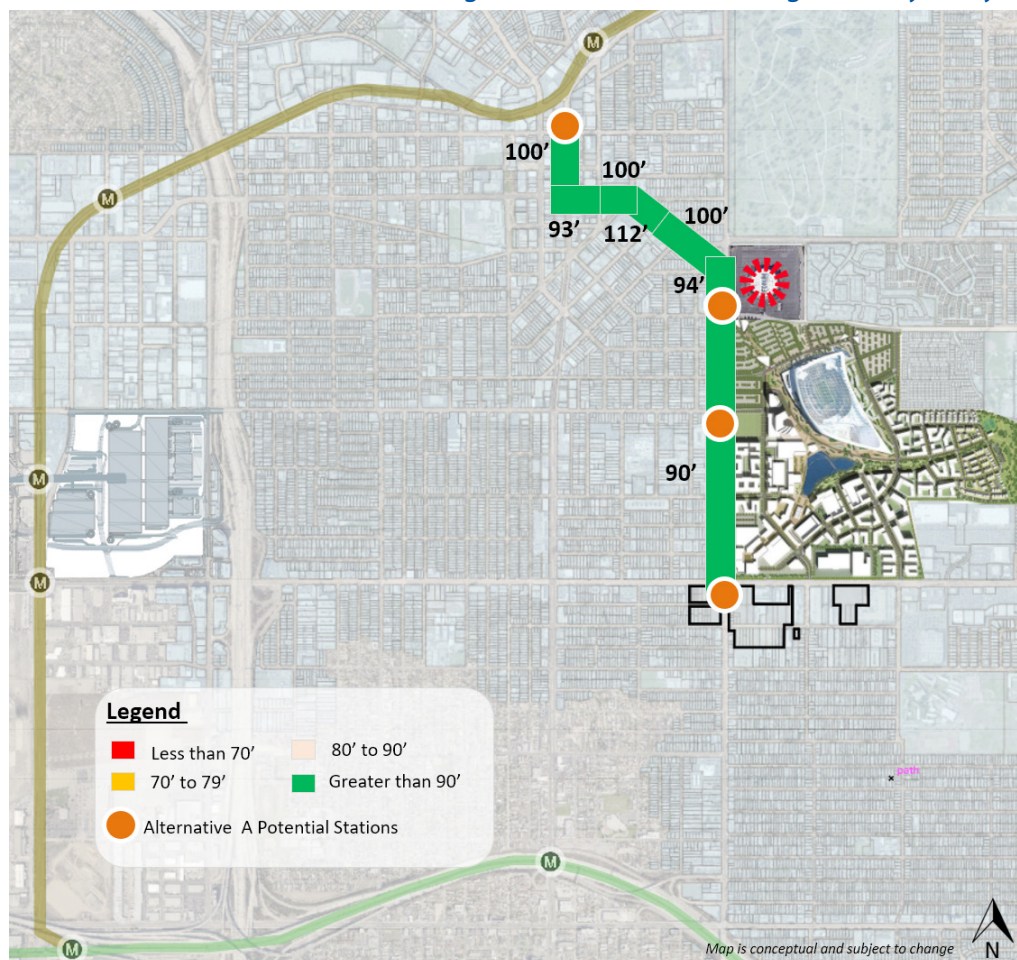 M
M
100'
100'
100'
93'
112'
94'
M
90'
M
Legend
Less than 70'
80' to 90'
70' to 79'
Greater than 90'
path
Alternative A Potential Stations
M
M
Map is conceptual and subject to change
N